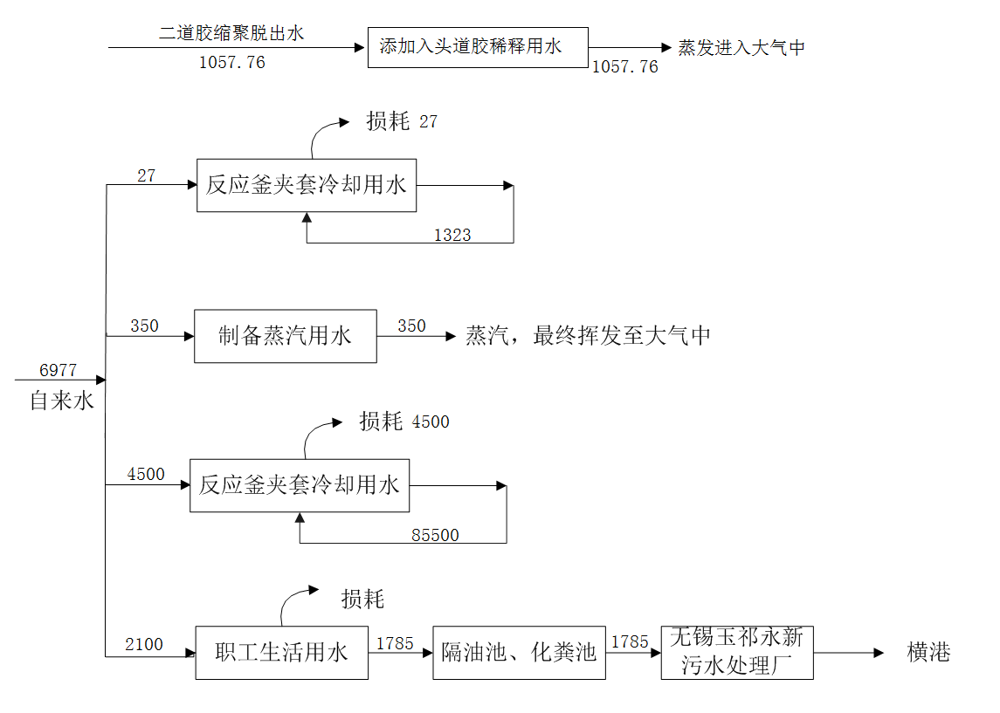 二道胶缩聚脱出水
1057.76
添加入头道胶稀释用水
1057.76
蒸发进入大气中
损耗 27
27
反应釜夹套冷却用水
1323
350
制备蒸汽用水
350
蒸汽，最终挥发至大气中
6977
自来水
损耗 4500
4500
反应釜夹套冷却用水
85500
损耗
2100
职工生活用水
1785
隔油池、化粪池
1785
无锡玉祁永新
污水处理厂
横港